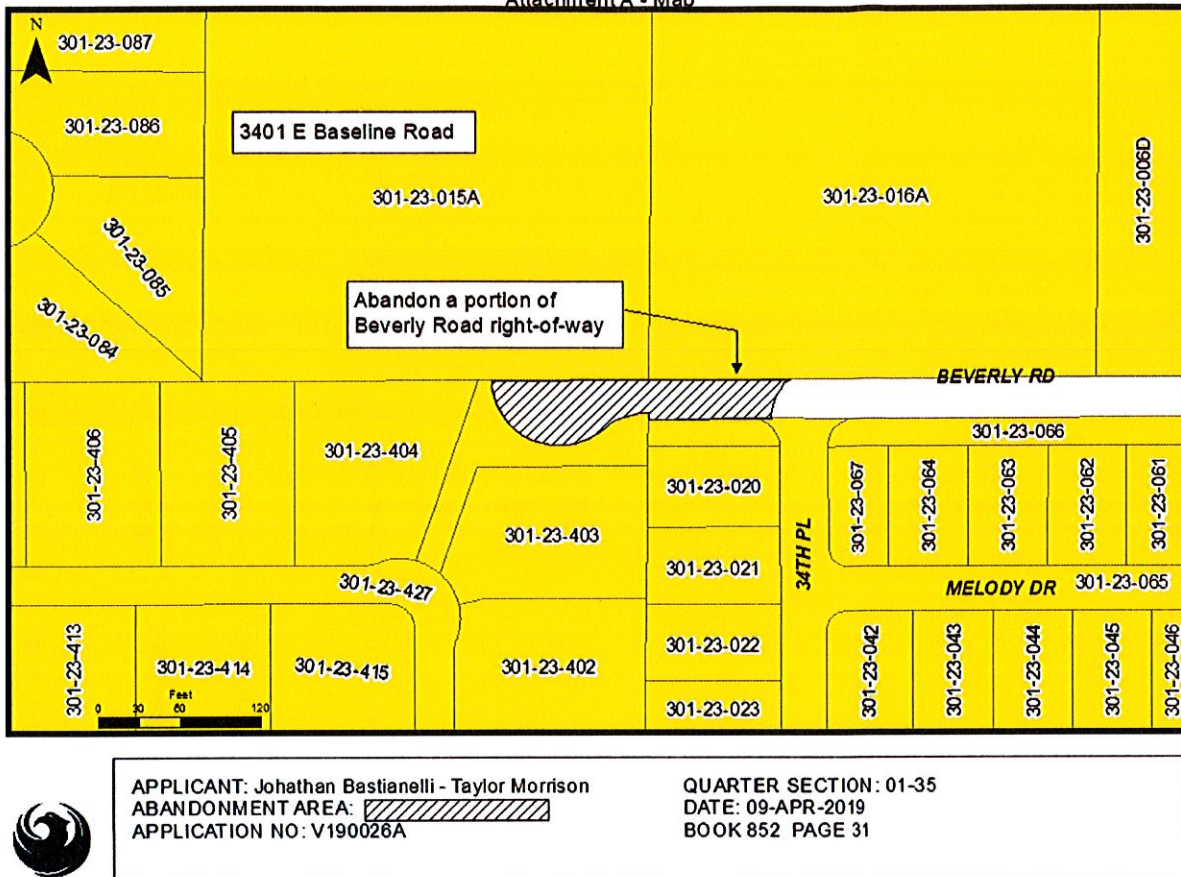 Attachment A - Map
N
301-23-087
301-23-086
3401 E Baseline Road
301-23-015A
301-23-016A
301-23-006D
301-23-085
301-23-084
Abandon a portion of
Beverly Road right-of-way
BEVERLY RD
301-23-066
301-23-406
301-23-405
301-23-404
301-23-403
301-23-020
301-23-067
301-23-064
301-23-063
301-23-062
301-23-061
301-23-021
34TH PL
301-23-427
MELODY DR
301-23-065
301-23-413
301-23-414
301-23-415
301-23-402
301-23-022
301-23-023
301-23-042
301-23-043
301-23-044
301-23-045
301-23-046
Feet
0 30 60 120
APPLICANT: Johathan Bastianelli - Taylor Morrison
ABANDONMENT AREA:
APPLICATION NO: V190026A
QUARTER SECTION: 01-35
DATE: 09-APR-2019
BOOK 852 PAGE 31